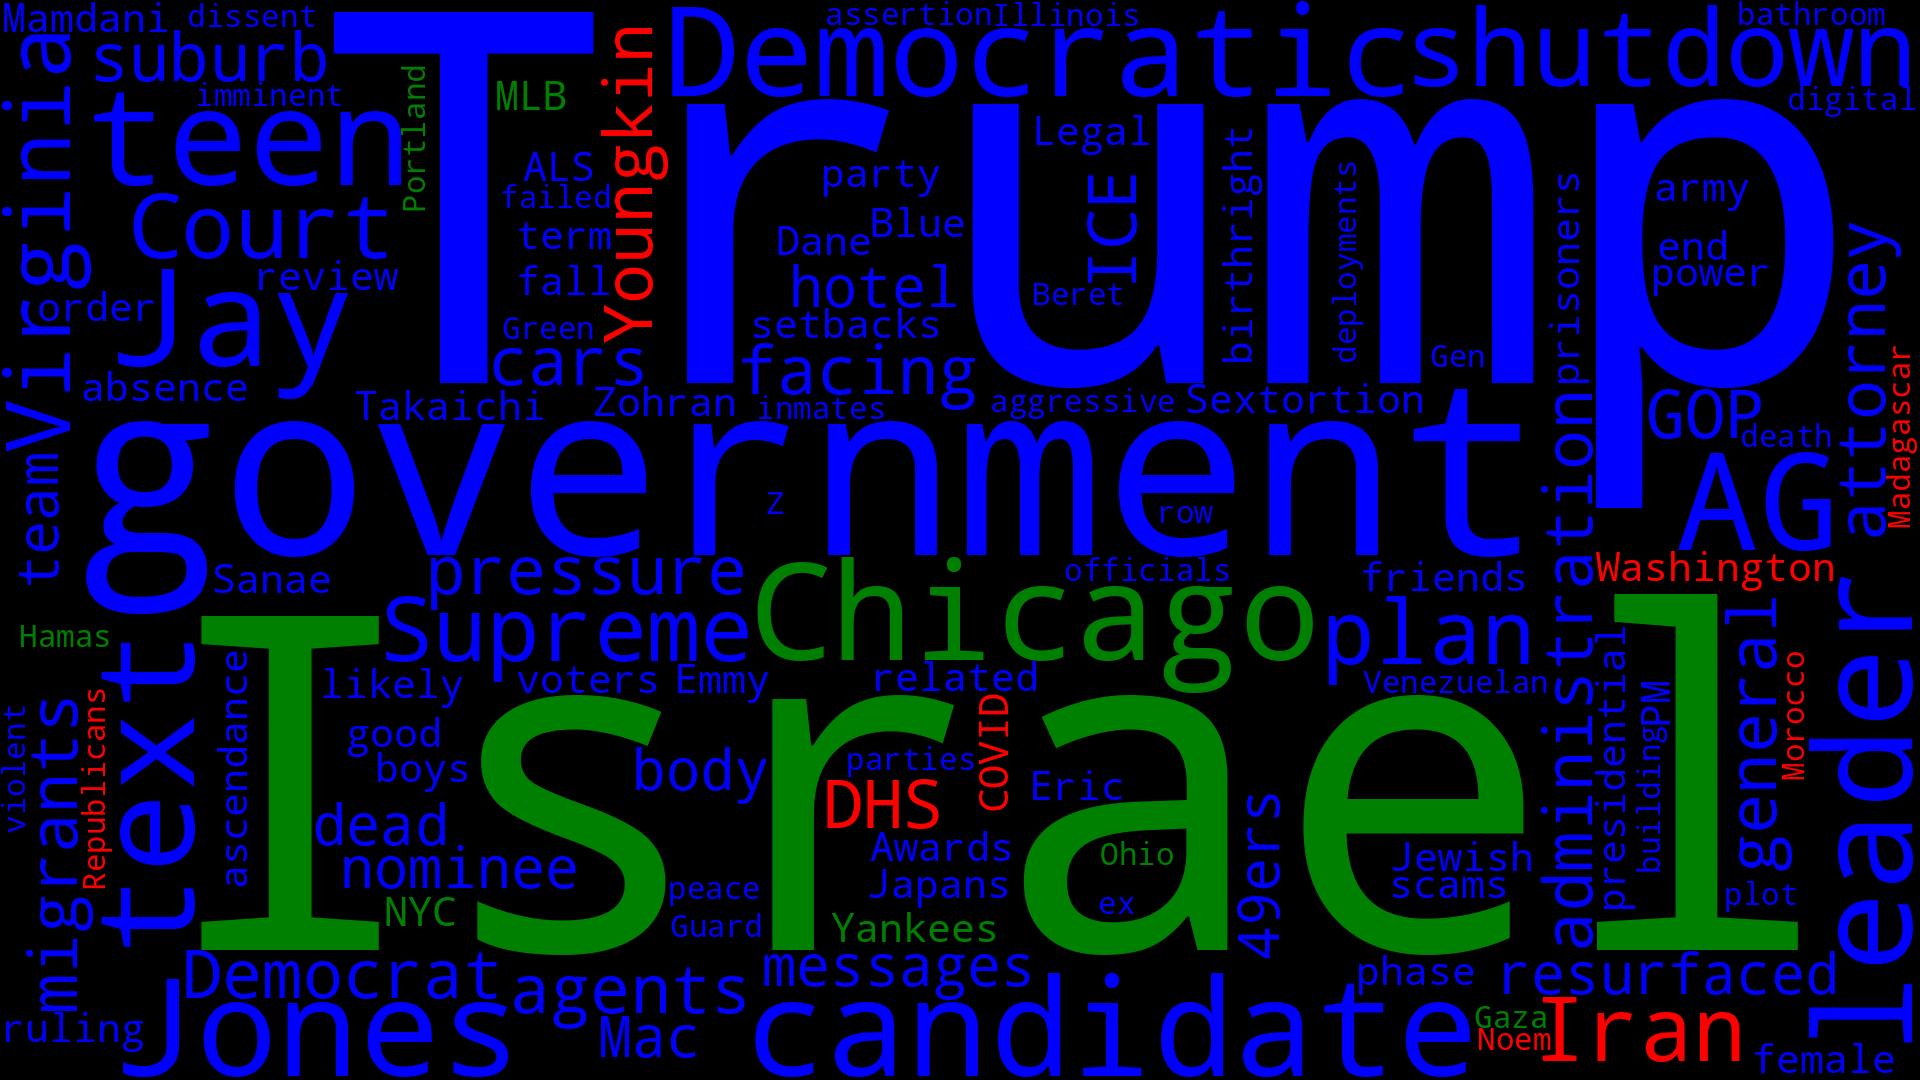 Mamdani dissent assertion Illinois bathroom
suburb Trump Democratic shutdown
imminent MLB digital
teen Portland Youngkin Legal
Virginia ALS party birthright deployments army
Court failed Blue ICE prisoners
term Dane end
review fall hotel power attorney
order Jay Beret
Green setbacks
cars facing Gen
absence Takaichi Zohran inmates aggressive Sextortion GOP Madagascar
government death
team Z row AG
Sanae pressure Chicago officials friends Washington
Hamas Supreme plan administration
text likely voters Emmy related Venezuelan general leader
migrants Republicans ascendance Israel presidential Morocco
violent good COVID building PM
boys body parties
DHS Eric
dead 49ers
nominee Awards Ohio Jewish
peace Japans scams
NYC ex plot
Guard Yankees
Democrat agents messages phase resurfaced
Jones candidate Gaza Iran
ruling Mac Noem
female